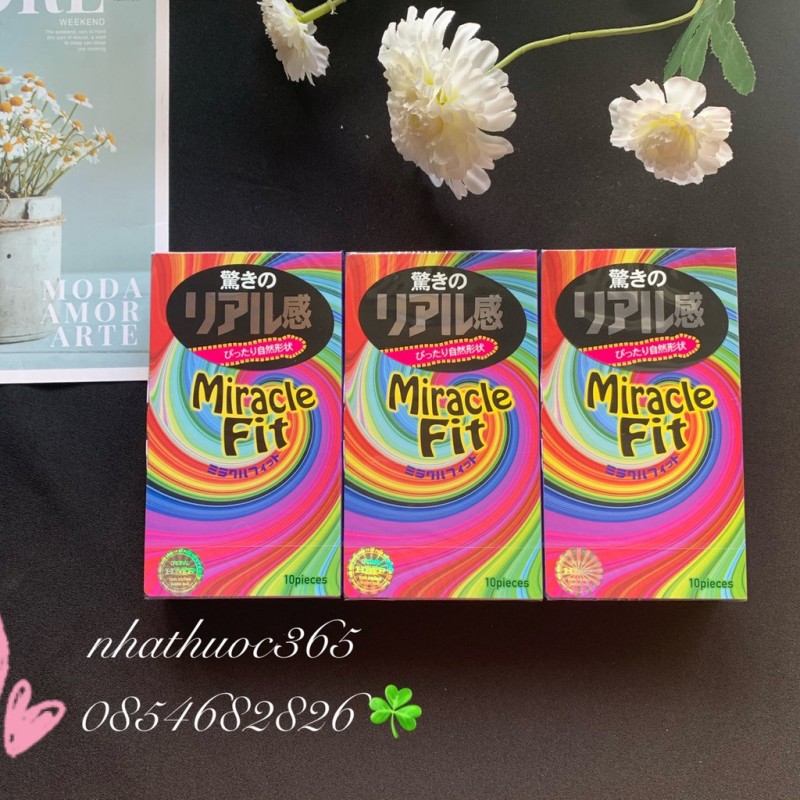 WEEKEND
MODA
AMOR
ARTE
驚きの
リアル感
ぴったり自然形状
Miracle
Fit
ミラクルフィット
ORIGINAL
10pieces
驚きの
リアル感
ぴったり自然形状
Miracle
Fit
ミラクルフィット
ORIGINAL
10pieces
驚きの
リアル感
ぴったり自然形状
Miracle
Fit
ミラクルフィット
10pieces
nhathuoc365
0854682826